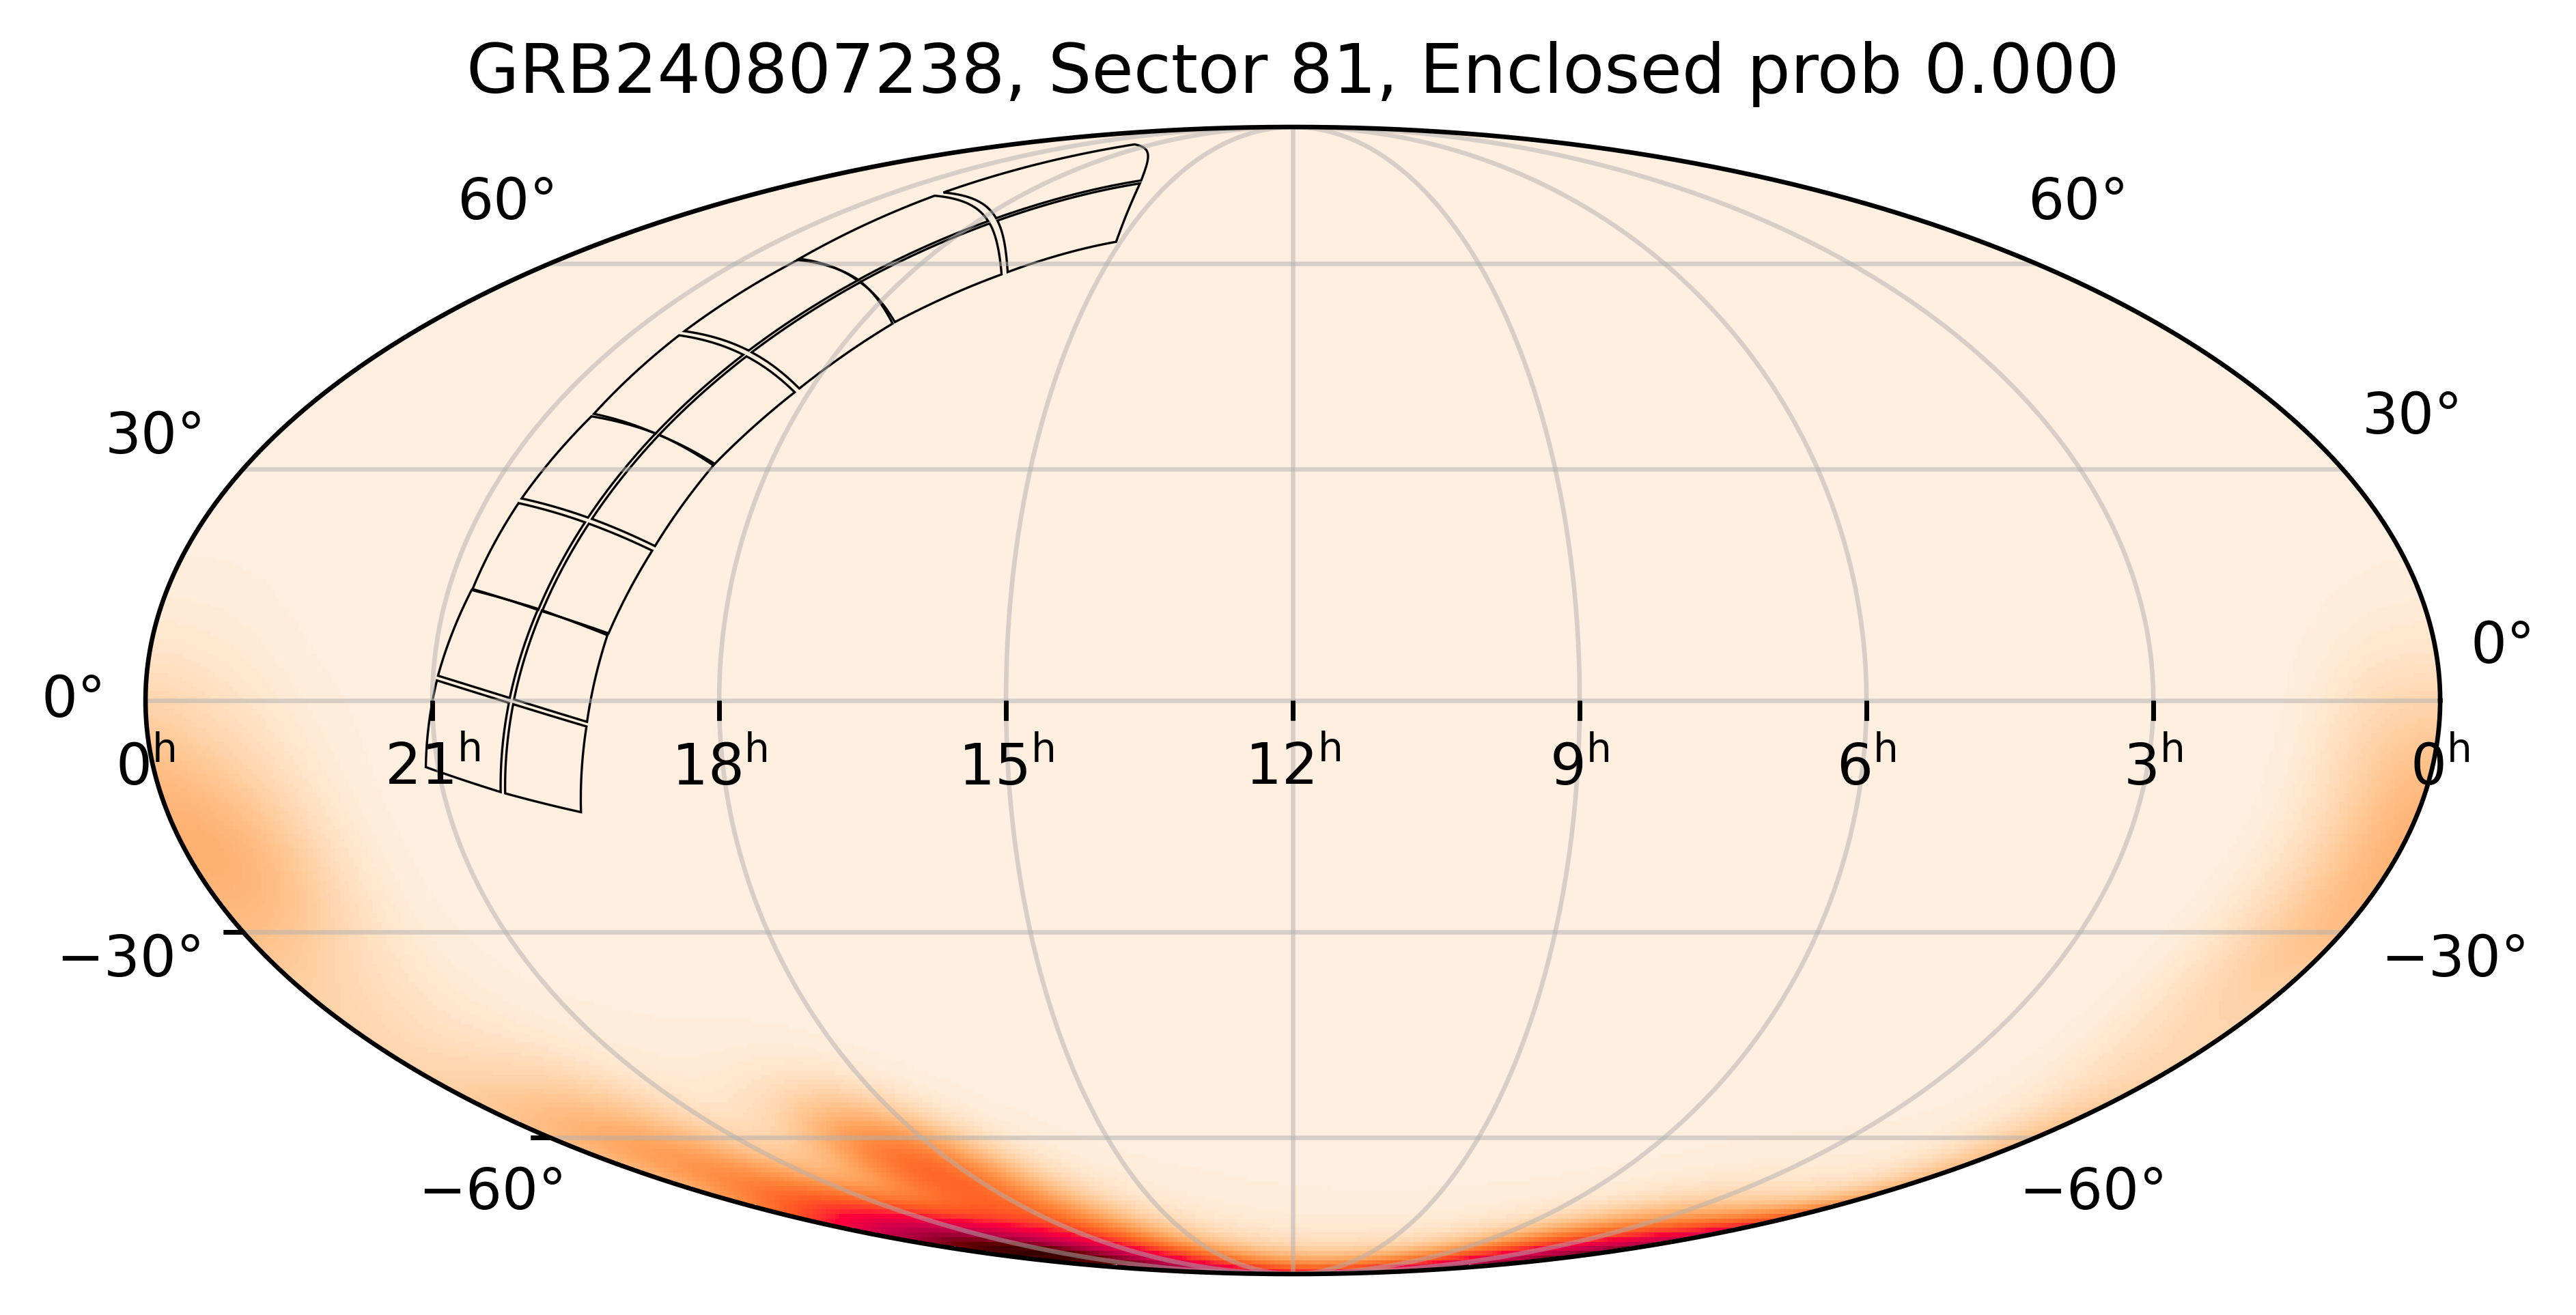 GRB240807238, Sector 81, Enclosed prob 0.000
60° 60°
30° 30°
0° 0°
0h 21h 18h 15h 12h 9h 6h 3h 0h
−30° −30°
−60° −60°